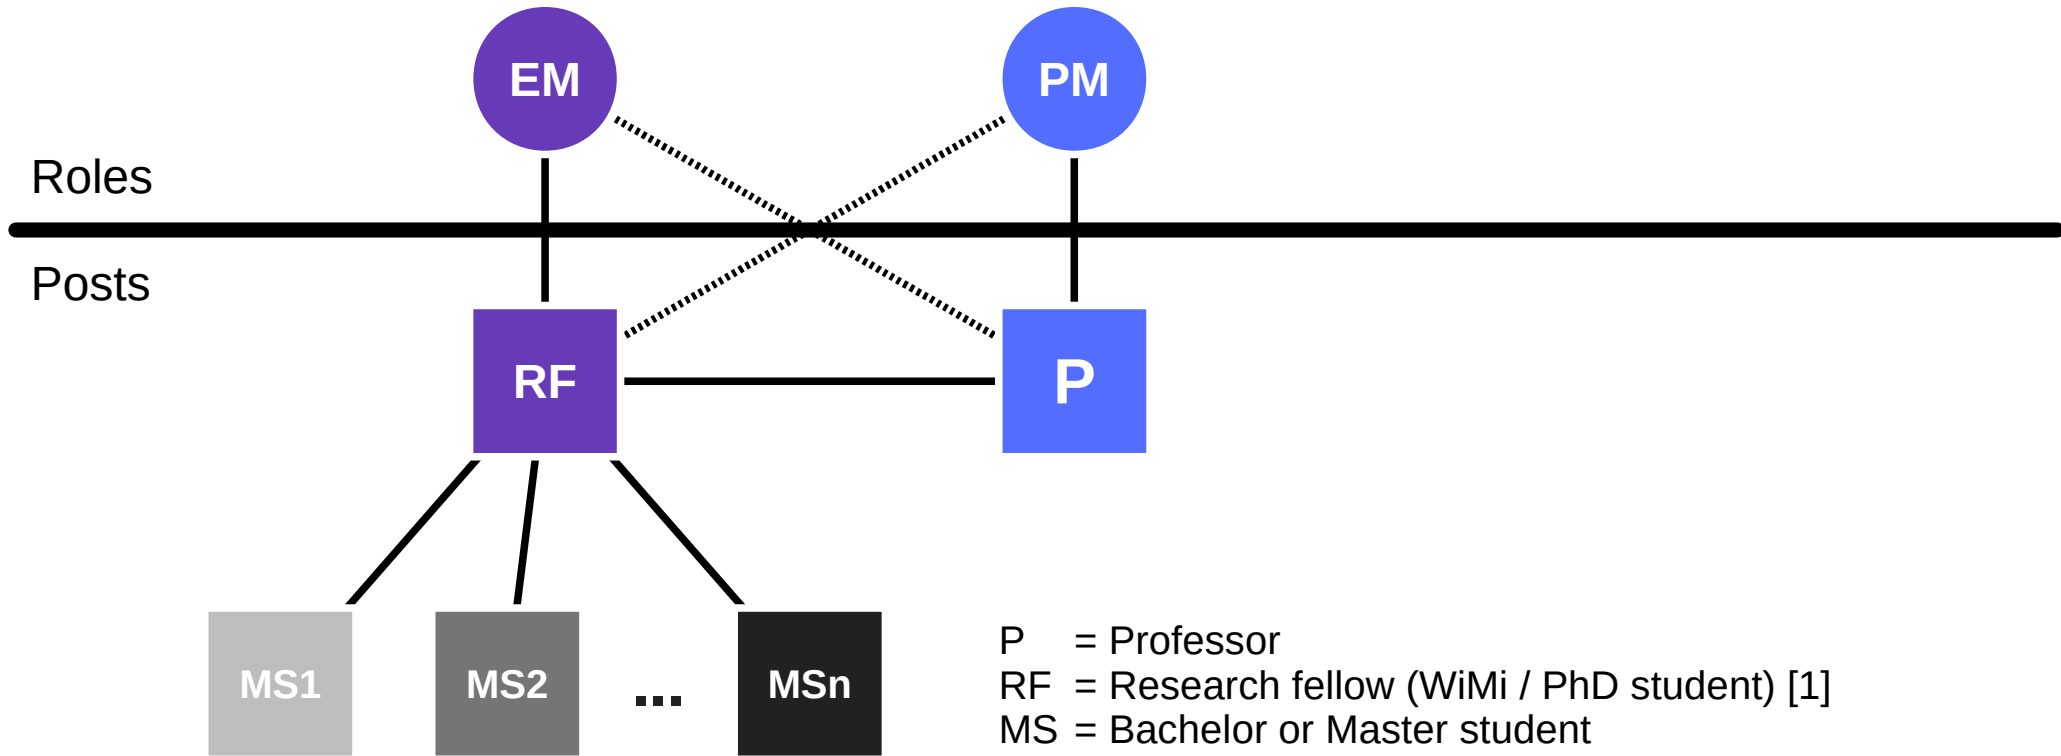 EM
PM
Roles
Posts
RF
P
MS1
MS2
...
MSn
P = Professor
RF = Research fellow (WiMi / PhD student) [1]
MS = Bachelor or Master student